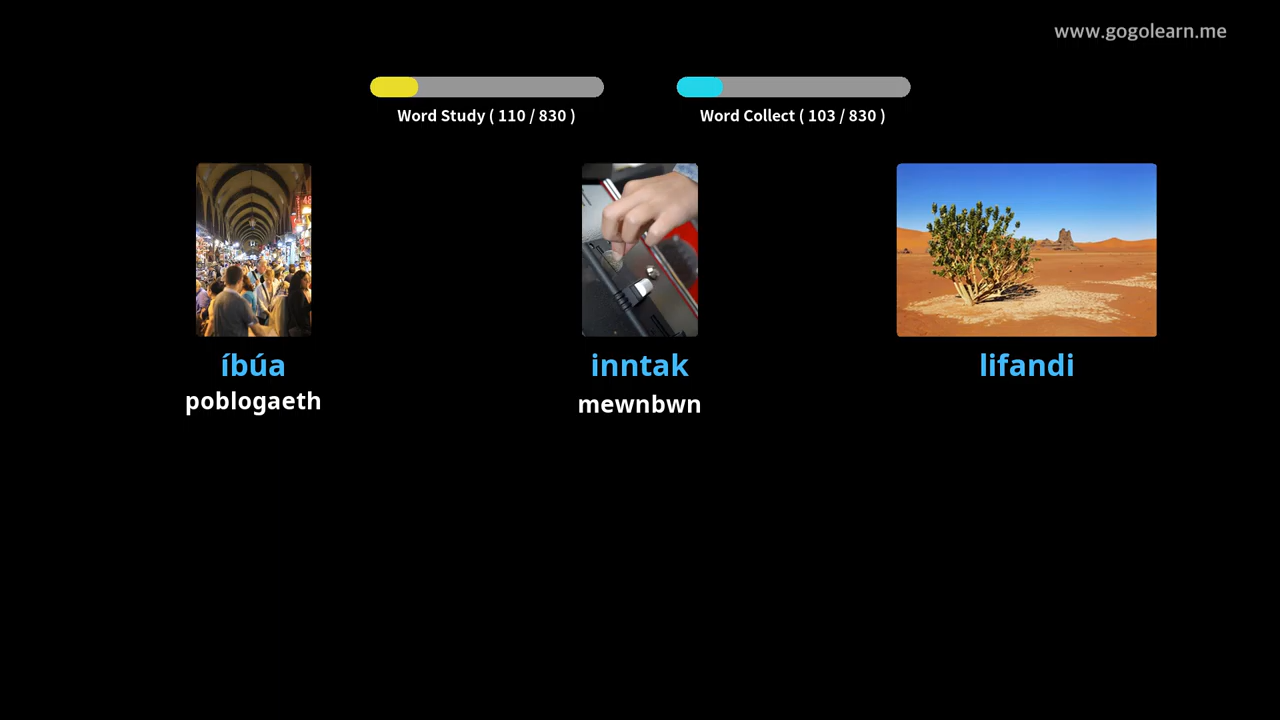 www.gogolearn.me
Word Study ( 110 / 830 )
Word Collect ( 103 / 830 )
íbúa
poblogaeth
inntak
mewnbwn
lifandi